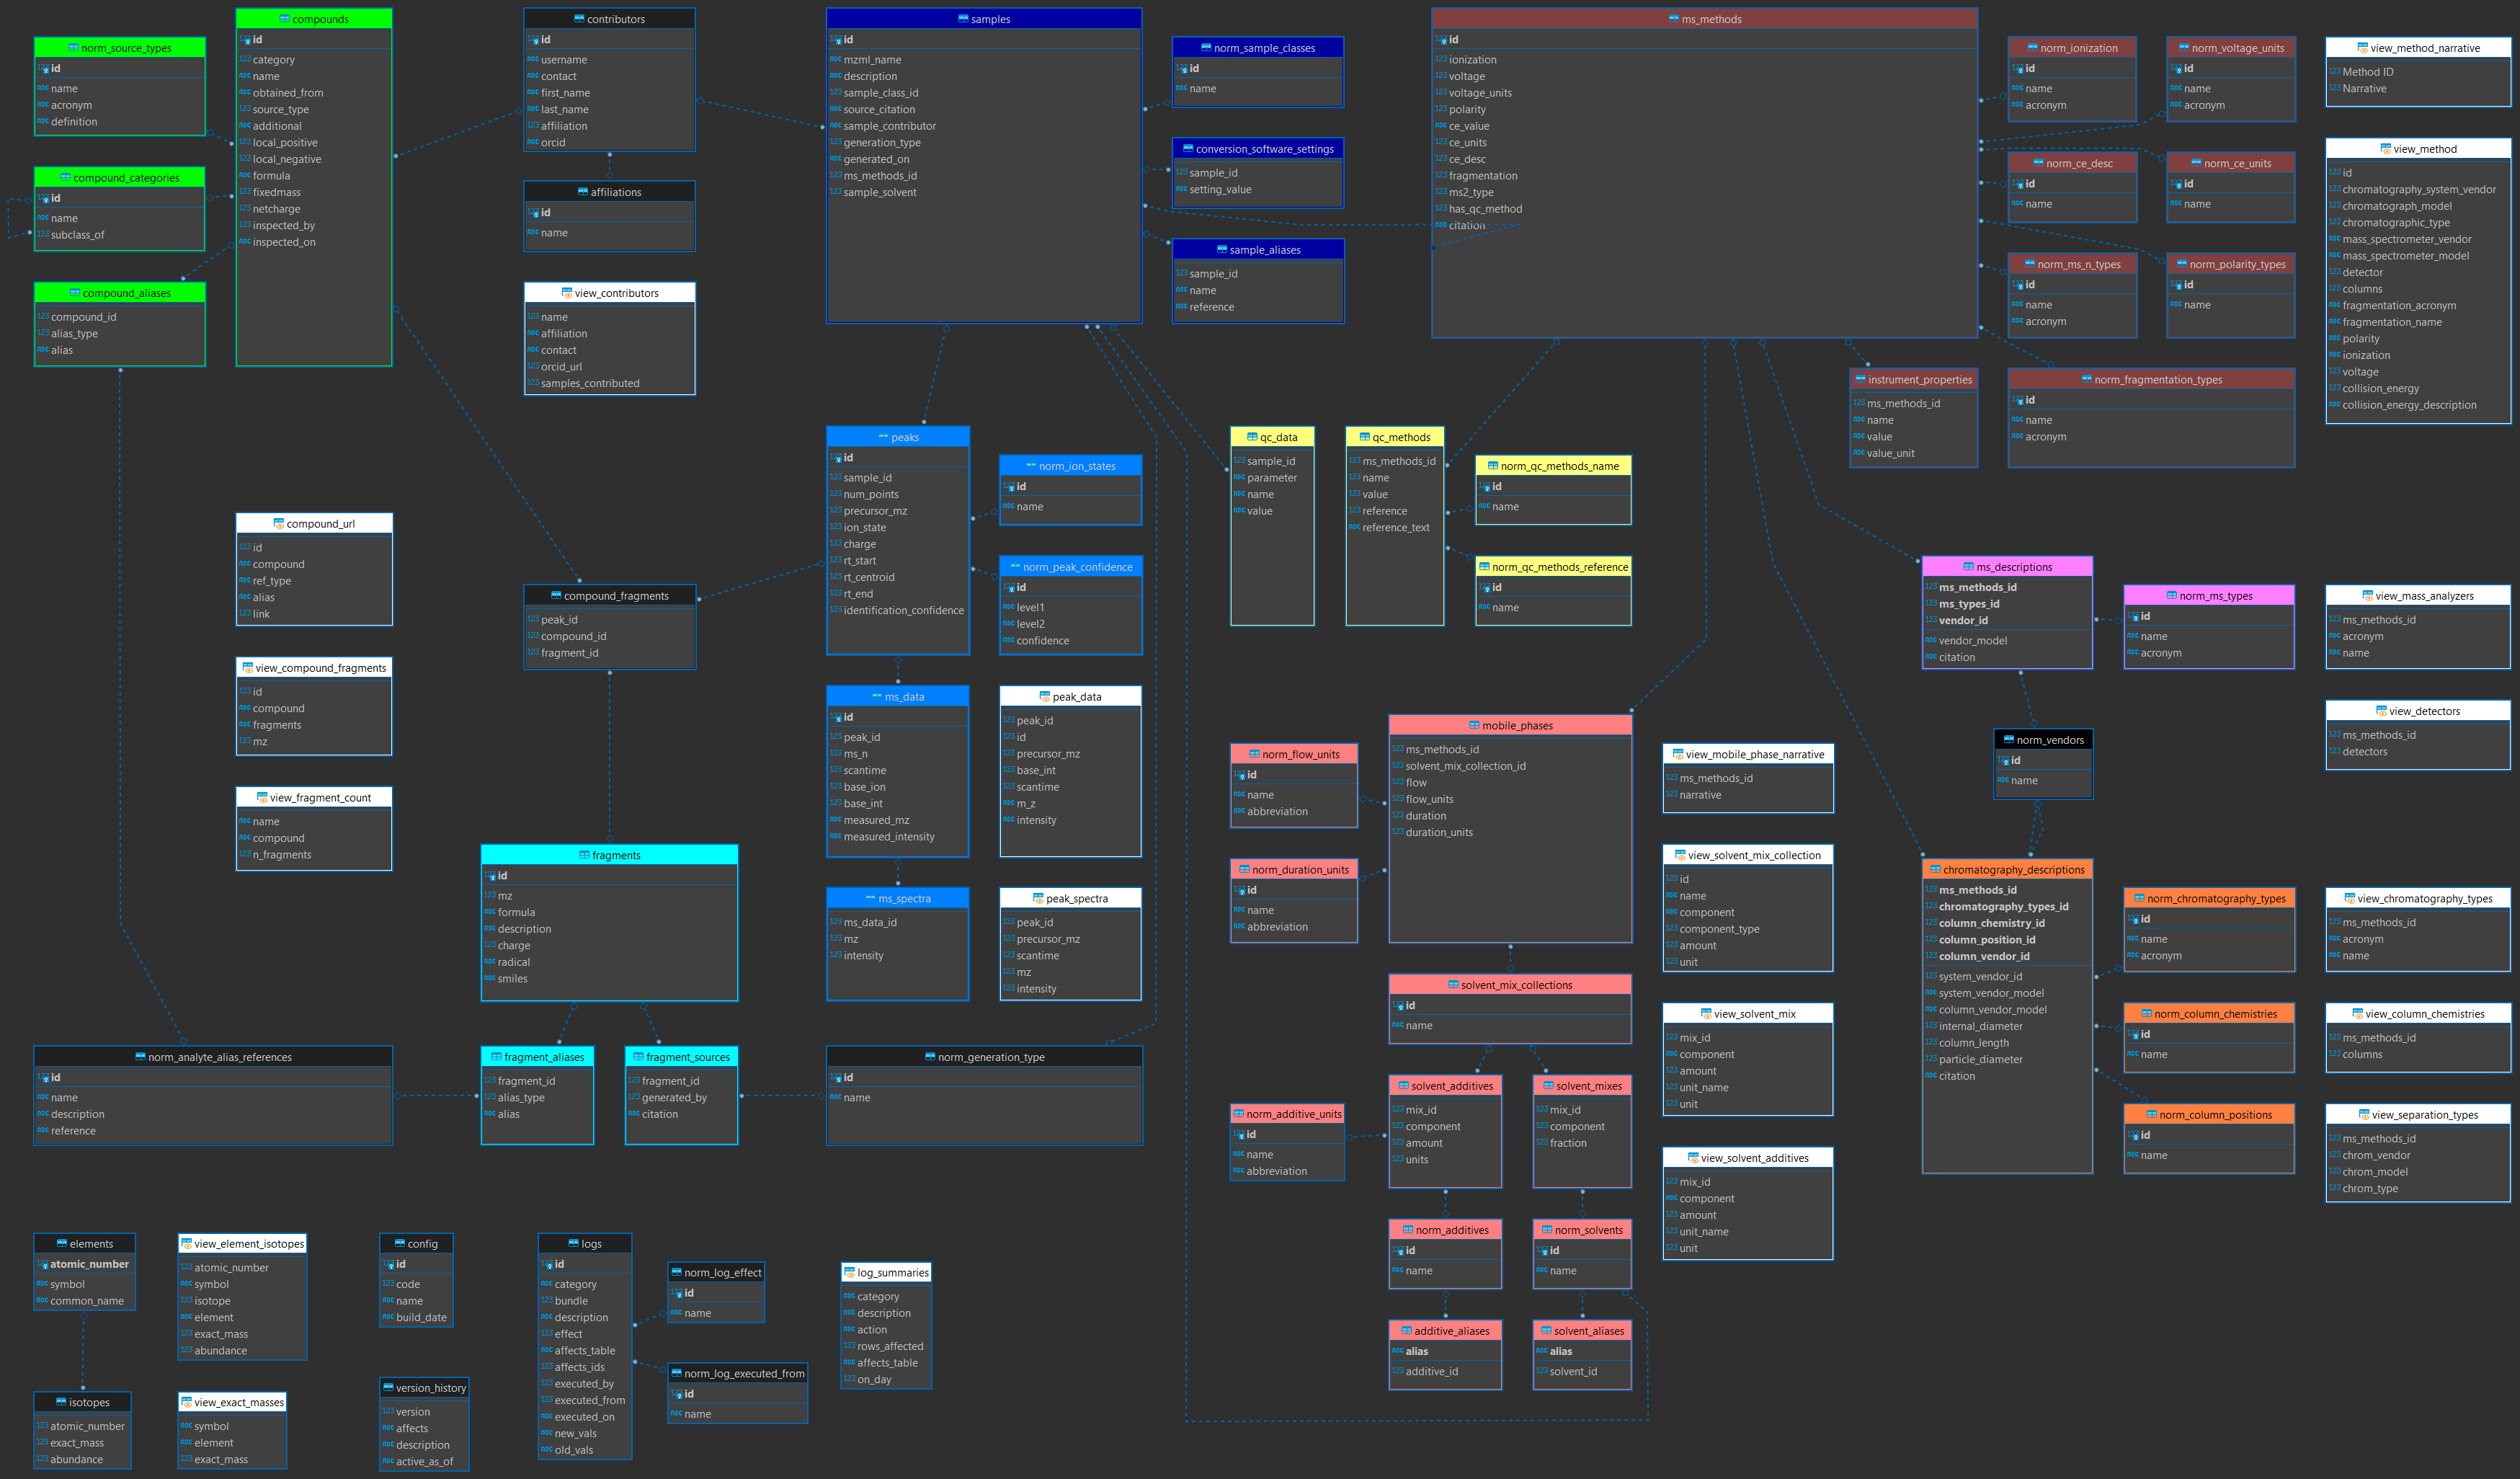 norm_source_types
id
name
acronym
definition
compound_categories
id
name
subclass_of
compound_aliases
compound_id
alias_type
alias
compounds
id
category
name
obtained_from
source_type
additional
local_positive
local_negative
formula
fixedmass
netcharge
inspected_by
inspected_on
contributors
id
username
contact
first_name
last_name
affiliation
orcid
affiliations
id
name
view_contributors
name
affiliation
contact
orcid_url
samples_contributed
samples
id
mzml_name
description
sample_class_id
source_citation
sample_contributor
generation_type
generated_on
ms_methods_id
sample_solvent
norm_sample_classes
id
name
conversion_software_settings
sample_id
setting_value
sample_aliases
sample_id
name
reference
ms_methods
id
ionization
voltage
voltage_units
polarity
ce_value
ce_units
ce_desc
fragmentation
ms2_type
has_qc_method
citation
norm_ionization
id
name
acronym
norm_voltage_units
id
name
acronym
norm_ce_desc
id
name
norm_ce_units
id
name
norm_ms_n_types
id
name
acronym
norm_polarity_types
id
name
instrument_properties
ms_methods_id
name
value
value_unit
norm_fragmentation_types
id
name
acronym
view_method_narrative
Method ID
Narrative
view_method
id
chromatography_system_vendor
chromatograph_model
chromatographic_type
mass_spectrometer_vendor
mass_spectrometer_model
detector
columns
fragmentation_acronym
fragmentation_name
polarity
ionization
voltage
collision_energy
collision_energy_description
compound_url
id
compound
ref_type
alias
link
view_compound_fragments
id
compound
fragments
mz
view_fragment_count
name
compound
n_fragments
compound_fragments
peak_id
compound_id
fragment_id
peaks
id
sample_id
num_points
precursor_mz
ion_state
charge
rt_start
rt_centroid
rt_end
identification_confidence
norm_ion_states
id
name
norm_peak_confidence
id
level1
level2
confidence
ms_data
id
peak_id
ms_n
scantime
base_ion
base_int
measured_mz
measured_intensity
peak_data
peak_id
id
precursor_mz
base_int
scantime
m_z
intensity
ms_spectra
ms_data_id
mz
intensity
peak_spectra
peak_id
precursor_mz
scantime
mz
intensity
qc_data
sample_id
parameter
name
value
qc_methods
ms_methods_id
name
value
reference
reference_text
norm_qc_methods_name
id
name
norm_qc_methods_reference
id
name
ms_descriptions
ms_methods_id
ms_types_id
vendor_id
vendor_model
citation
norm_ms_types
id
name
acronym
view_mass_analyzers
ms_methods_id
acronym
name
view_detectors
ms_methods_id
detectors
norm_vendors
id
name
norm_flow_units
id
name
abbreviation
norm_duration_units
id
name
abbreviation
mobile_phases
ms_methods_id
solvent_mix_collection_id
flow
flow_units
duration
duration_units
view_mobile_phase_narrative
ms_methods_id
narrative
view_solvent_mix_collection
id
name
component
component_type
amount
unit
view_solvent_mix
mix_id
component
amount
unit_name
unit
view_solvent_additives
mix_id
component
amount
unit_name
unit
chromatography_descriptions
ms_methods_id
chromatography_types_id
column_chemistry_id
column_position_id
column_vendor_id
system_vendor_id
system_vendor_model
column_vendor_model
internal_diameter
column_length
particle_diameter
citation
norm_chromatography_types
id
name
acronym
norm_column_chemistries
id
name
norm_column_positions
id
name
view_chromatography_types
ms_methods_id
acronym
name
view_column_chemistries
ms_methods_id
columns
view_separation_types
ms_methods_id
chrom_vendor
chrom_model
chrom_type
fragments
id
mz
formula
description
charge
radical
smiles
norm_analyte_alias_references
id
name
description
reference
fragment_aliases
fragment_id
alias_type
alias
fragment_sources
fragment_id
generated_by
citation
norm_generation_type
id
name
solvent_mix_collections
id
name
norm_additive_units
id
name
abbreviation
solvent_additives
mix_id
component
amount
units
solvent_mixes
mix_id
component
fraction
norm_additives
id
name
norm_solvents
id
name
additive_aliases
alias
additive_id
solvent_aliases
alias
solvent_id
elements
atomic_number
symbol
common_name
isotopes
atomic_number
exact_mass
abundance
view_element_isotopes
atomic_number
symbol
isotope
element
exact_mass
abundance
view_exact_masses
symbol
element
exact_mass
config
id
code
name
build_date
version_history
version
affects
description
active_as_of
logs
id
category
bundle
description
effect
affects_table
affects_ids
executed_by
executed_from
executed_on
new_vals
old_vals
norm_log_effect
id
name
norm_log_executed_from
id
name
log_summaries
category
description
action
rows_affected
affects_table
on_day